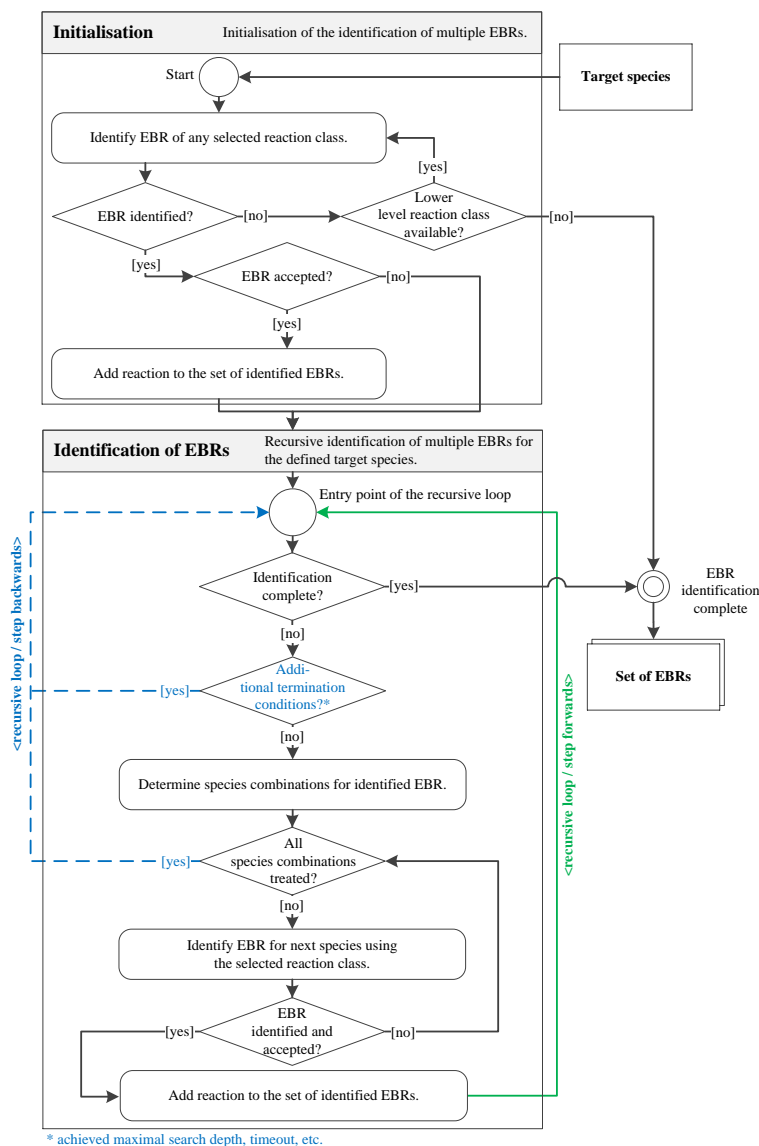 Initialisation
Initialisation of the identification of multiple EBRs.
Start
Target species
Identify EBR of any selected reaction class.
[yes]
EBR identified?
[no]
Lower
level reaction class
available?
[no]
[yes]
EBR accepted?
[no]
[yes]
Add reaction to the set of identified EBRs.
Identification of EBRs
Recursive identification of multiple EBRs for
the defined target species.
Entry point of the recursive loop
Identification
complete?
[yes]
EBR
identification
complete
[no]
<recursive loop / step backwards>
[yes]
Addi-
tional termination
conditions?*
Set of EBRs
[no]
<recursive loop / step forwards>
Determine species combinations for identified EBR.
[yes]
All
species combinations
treated?
[no]
Identify EBR for next species using
the selected reaction class.
[yes]
EBR
identified and
accepted?
[no]
Add reaction to the set of identified EBRs.
* achieved maximal search depth, timeout, etc.